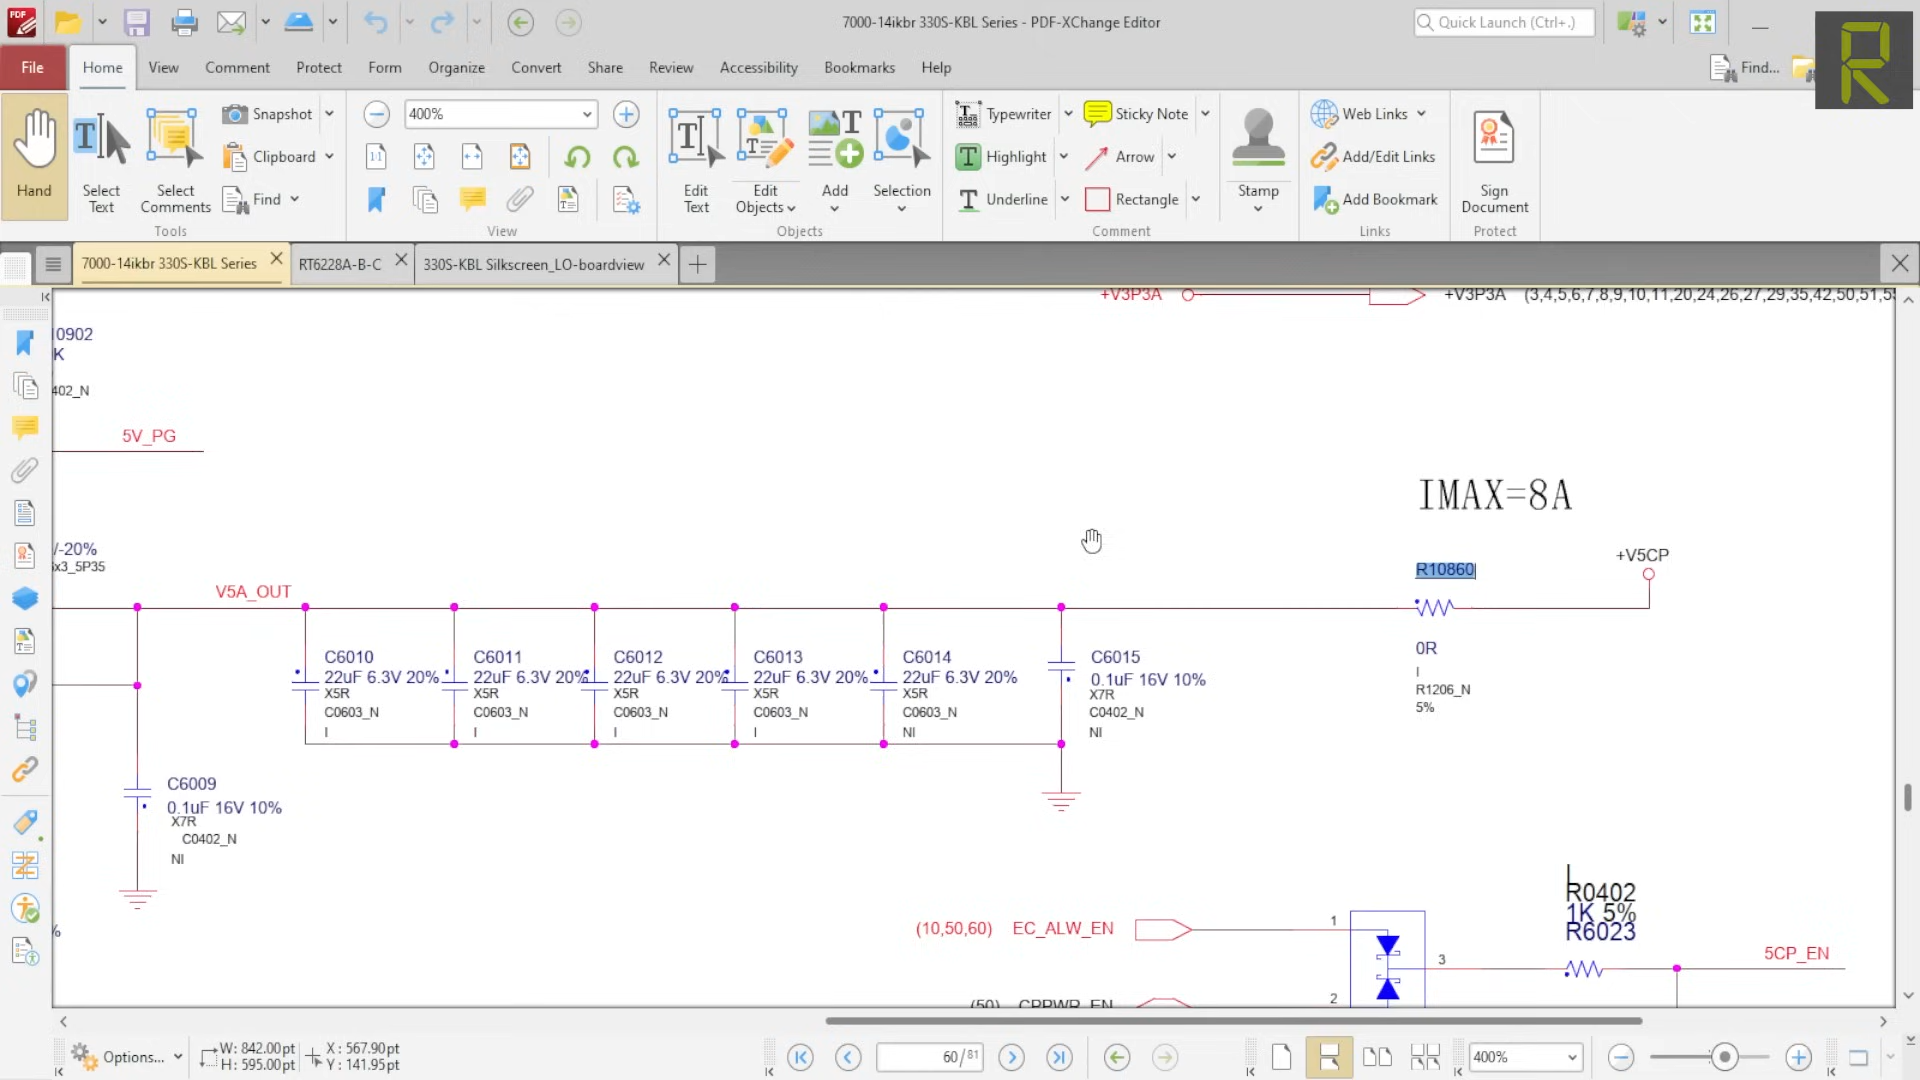 7000-14ikbr 330S-KBL Series - PDF-XChange Editor
Quick Launch (Ctrl+.)
R
File Home View Comment Protect Form Organize Convert Share Review Accessibility Bookmarks Help Find...
Hand
Select Text
Select Comments
Snapshot
Clipboard
Find
Tools
400%
View
Edit Text
Edit Objects
Add
Selection
Objects
Typewriter
Highlight
Underline
Sticky Note
Arrow
Rectangle
Stamp
Comment
Web Links
Add/Edit Links
Add Bookmark
Links
Sign Document
Protect
7000-14ikbr 330S-KBL Series RT6228A-B-C 330S-KBL Silkscreen_LO-boardview
+V3P3A
+V3P3A (3,4,5,6,7,8,9,10,11,20,24,26,27,29,35,42,50,51,5
0902
K
402_N
5V_PG
IMAX=8A
/-20%
5x3_5P35
R10860
+V5CP
V5A_OUT
0R
I
R1206_N
5%
C6010
22uF 6.3V 20%
X5R
C0603_N
I
C6011
22uF 6.3V 20%
X5R
C0603_N
I
C6012
22uF 6.3V 20%
X5R
C0603_N
I
C6013
22uF 6.3V 20%
X5R
C0603_N
I
C6014
22uF 6.3V 20%
X5R
C0603_N
NI
C6015
0.1uF 16V 10%
X7R
C0402_N
NI
C6009
0.1uF 16V 10%
X7R
C0402_N
NI
%
I
R0402
1K 5%
R6023
(10,50,60) EC_ALW_EN
1
3
2
5CP_EN
(50) CPPWR_EN
Options...
W: 842.00pt
H: 595.00pt
X : 567.90pt
Y : 141.95pt
60/81
400%